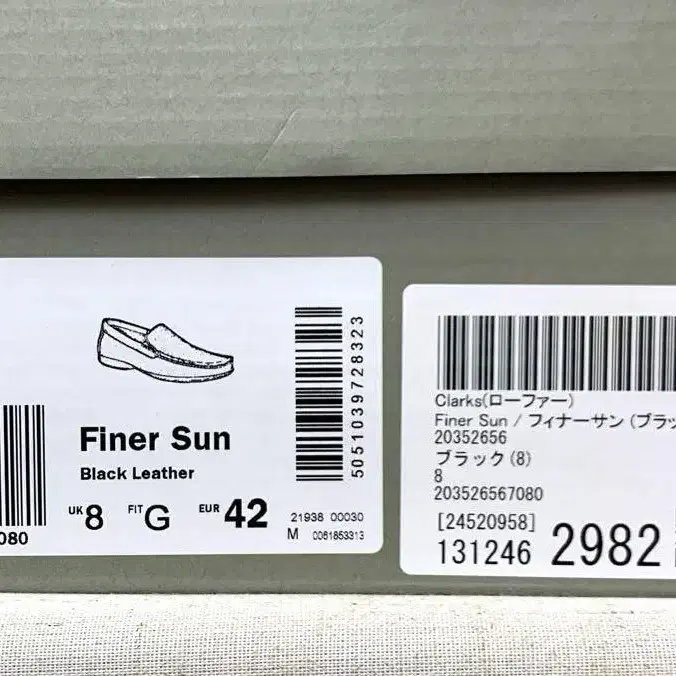 Finer Sun
Black Leather
UK 8 FIT G EUR 42
5051039728323
21938 00030
M 0061853313
080
Clarks(ローファー)
Finer Sun / フィナーサン (ブラッ
20352656
ブラック(8)
8
203526567080
[24520958]
131246 2982